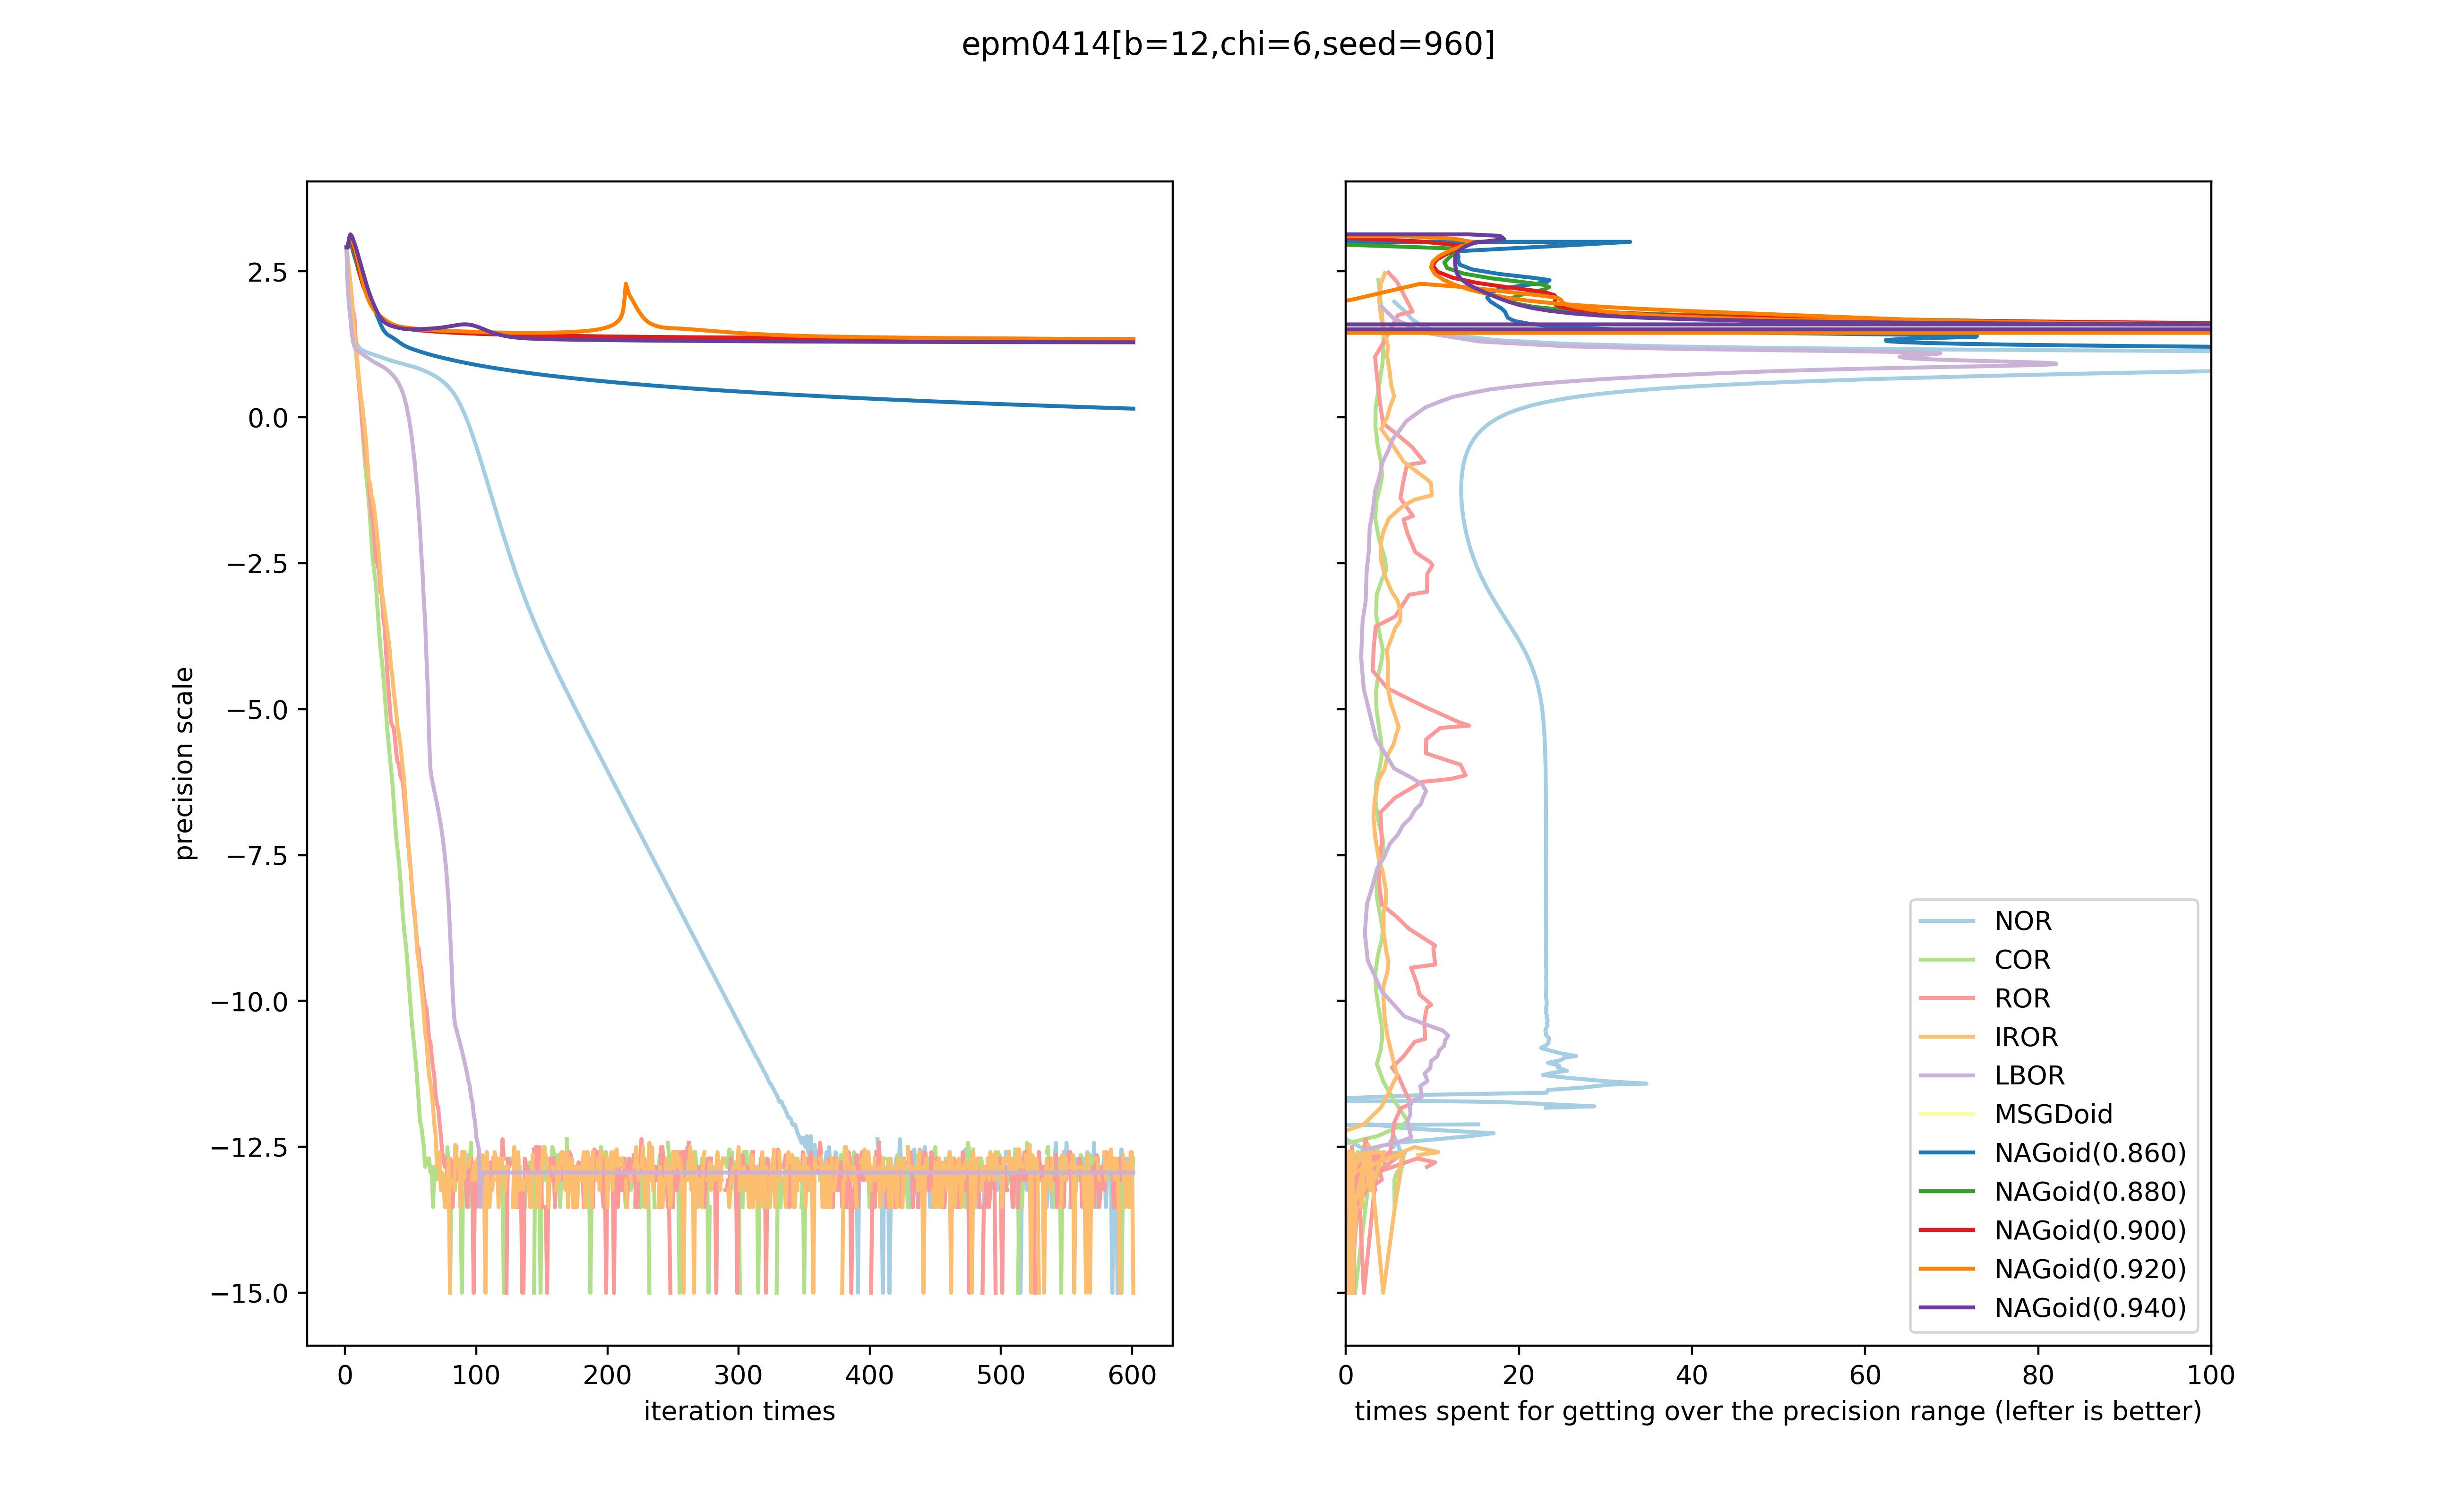 epm0414[b=12,chi=6,seed=960]
precision scale
2.5
0.0
−2.5
−5.0
−7.5
−10.0
−12.5
−15.0
0 100 200 300 400 500 600
iteration times
0 20 40 60 80 100
times spent for getting over the precision range (lefter is better)
NOR
COR
ROR
IROR
LBOR
MSGDoid
NAGoid(0.860)
NAGoid(0.880)
NAGoid(0.900)
NAGoid(0.920)
NAGoid(0.940)